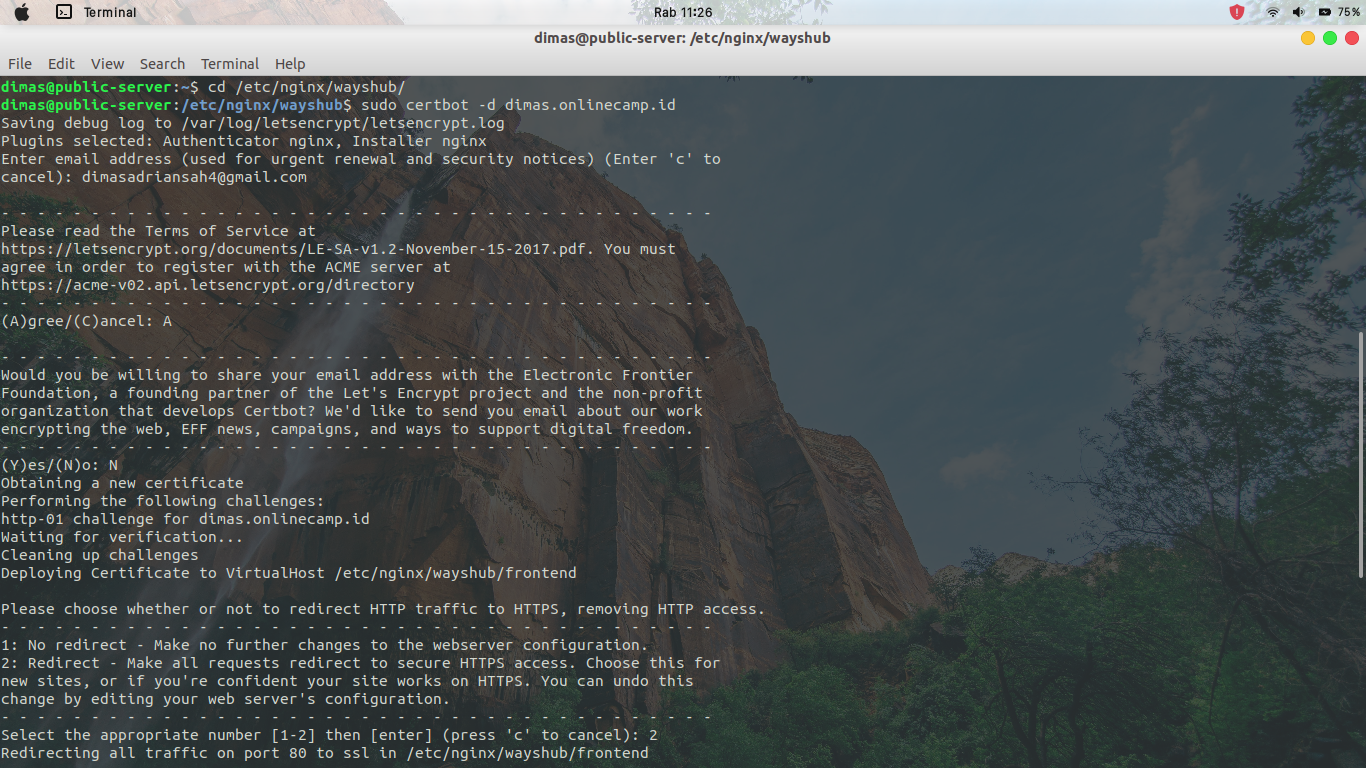 Terminal
Rab 11:26
75%
dimas@public-server: /etc/nginx/wayshub
File Edit View Search Terminal Help
dimas@public-server:~$ cd /etc/nginx/wayshub/
dimas@public-server:/etc/nginx/wayshub$ sudo certbot -d dimas.onlinecamp.id
Saving debug log to /var/log/letsencrypt/letsencrypt.log
Plugins selected: Authenticator nginx, Installer nginx
Enter email address (used for urgent renewal and security notices) (Enter 'c' to
cancel): dimasadriansah4@gmail.com
- - - - - - - - - - - - - - - - - - - - - - - - - - - - - - - - - - - - - - - -
Please read the Terms of Service at
https://letsencrypt.org/documents/LE-SA-v1.2-November-15-2017.pdf. You must
agree in order to register with the ACME server at
https://acme-v02.api.letsencrypt.org/directory
- - - - - - - - - - - - - - - - - - - - - - - - - - - - - - - - - - - - - - - -
(A)gree/(C)ancel: A
- - - - - - - - - - - - - - - - - - - - - - - - - - - - - - - - - - - - - - - -
Would you be willing to share your email address with the Electronic Frontier
Foundation, a founding partner of the Let's Encrypt project and the non-profit
organization that develops Certbot? We'd like to send you email about our work
encrypting the web, EFF news, campaigns, and ways to support digital freedom.
- - - - - - - - - - - - - - - - - - - - - - - - - - - - - - - - - - - - - - - -
(Y)es/(N)o: N
Obtaining a new certificate
Performing the following challenges:
http-01 challenge for dimas.onlinecamp.id
Waiting for verification...
Cleaning up challenges
Deploying Certificate to VirtualHost /etc/nginx/wayshub/frontend
Please choose whether or not to redirect HTTP traffic to HTTPS, removing HTTP access.
- - - - - - - - - - - - - - - - - - - - - - - - - - - - - - - - - - - - - - - -
1: No redirect - Make no further changes to the webserver configuration.
2: Redirect - Make all requests redirect to secure HTTPS access. Choose this for
new sites, or if you're confident your site works on HTTPS. You can undo this
change by editing your web server's configuration.
- - - - - - - - - - - - - - - - - - - - - - - - - - - - - - - - - - - - - - - -
Select the appropriate number [1-2] then [enter] (press 'c' to cancel): 2
Redirecting all traffic on port 80 to ssl in /etc/nginx/wayshub/frontend